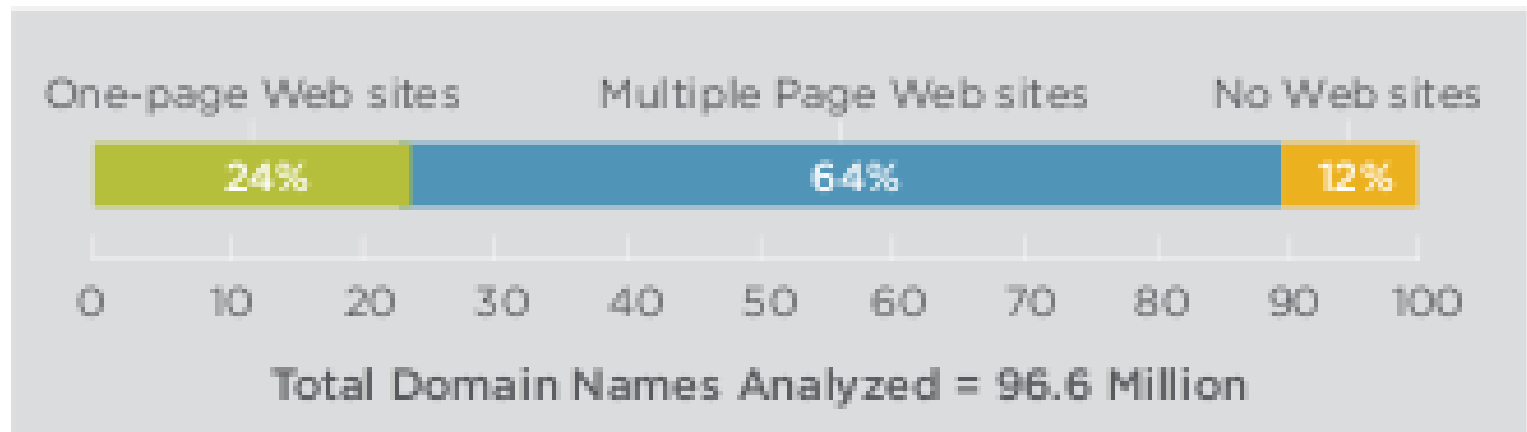 One-page Web sites Multiple Page Web sites No Web sites
24% 64% 12%
0 10 20 30 40 50 60 70 80 90 100
Total Domain Names Analyzed = 96.6 Million